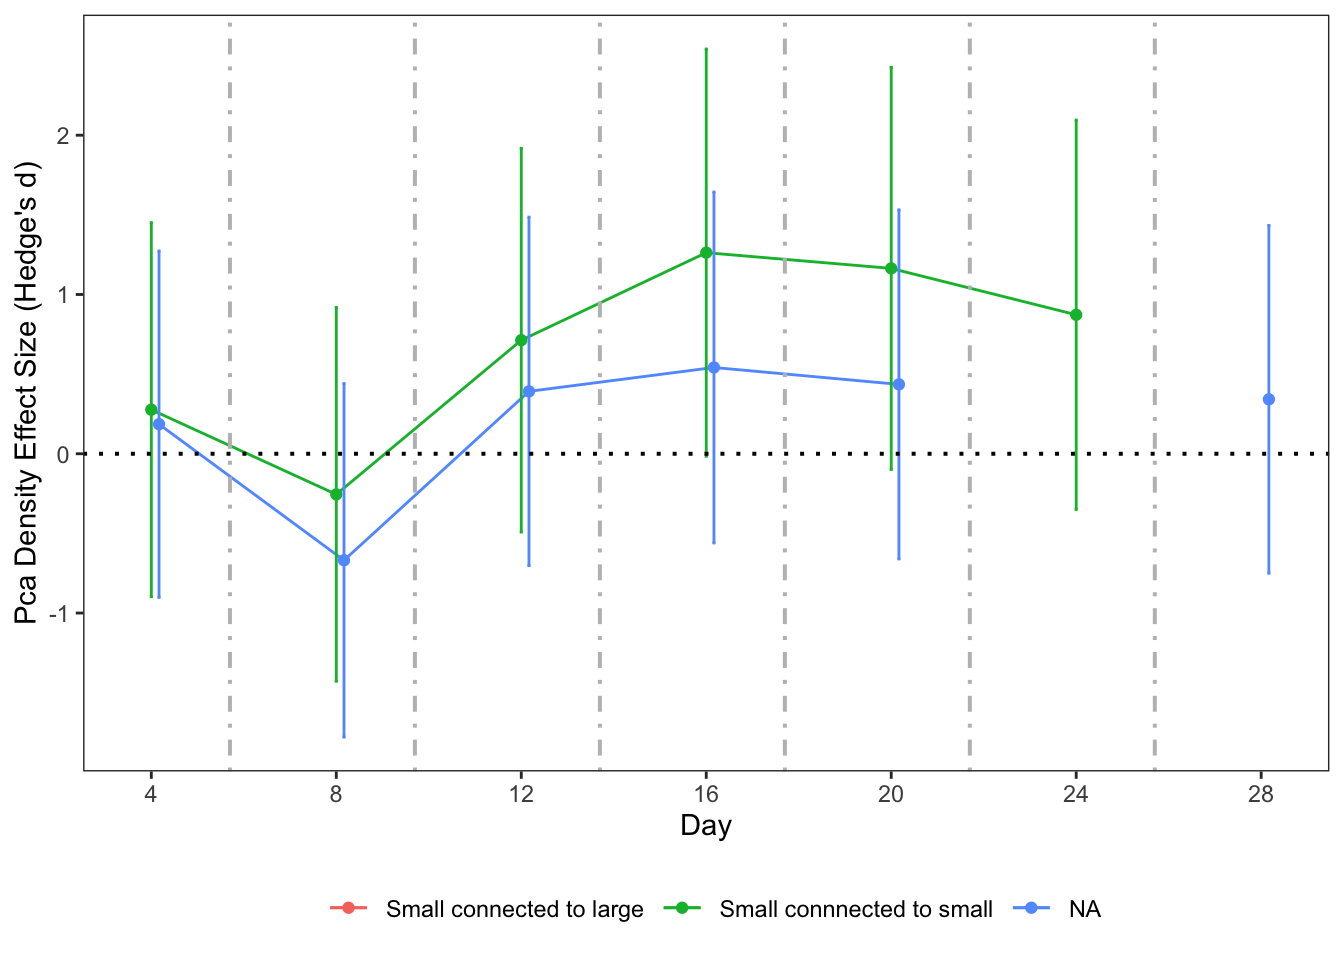 Pca Density Effect Size (Hedge's d)
2
1
0
-1
4 8 12 16 20 24 28
Day
Small connected to large Small connnected to small NA